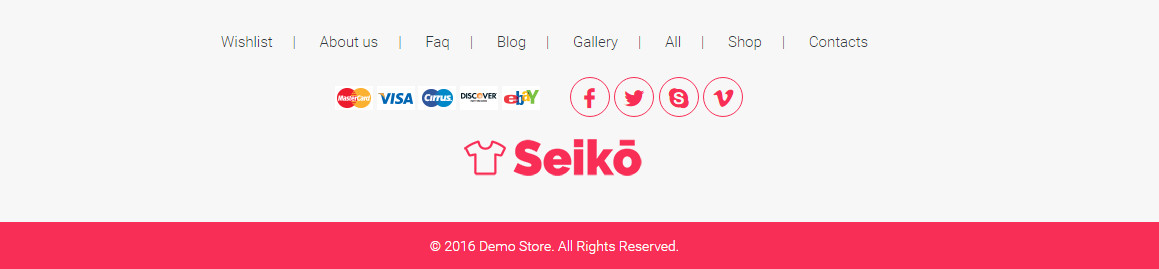 Wishlist | About us | Faq | Blog | Gallery | All | Shop | Contacts
MasterCard VISA Cirrus DISCOVER ebay
Seikō
© 2016 Demo Store. All Rights Reserved.